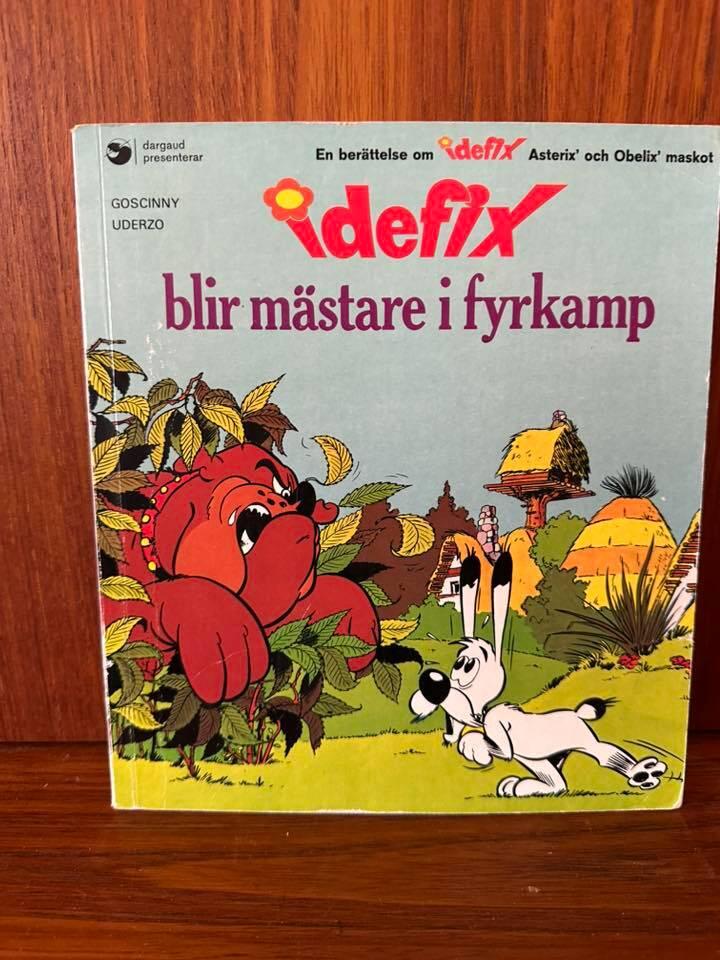 dargaud
presenterar
En berättelse om idefix Asterix' och Obelix' maskot
GOSCINNY
UDERZO
idefix
blir mästare i fyrkamp